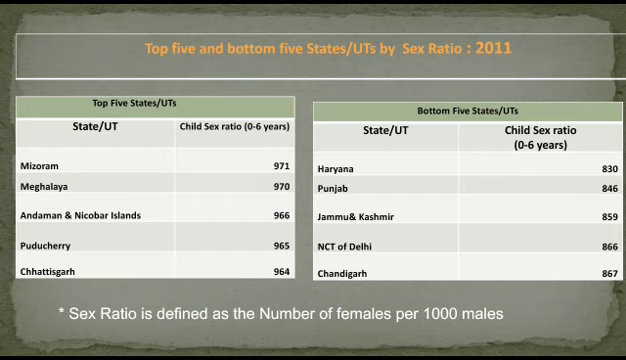 Top five and bottom five States/UTs by Sex Ratio : 2011
Top Five States/UTs
State/UT Child Sex ratio (0-6 years)
Mizoram 971
Meghalaya 970
Andaman & Nicobar Islands 966
Puducherry 965
Chhattisgarh 964
Bottom Five States/UTs
State/UT Child Sex ratio
(0-6 years)
Haryana 830
Punjab 846
Jammu& Kashmir 859
NCT of Delhi 866
Chandigarh 867
* Sex Ratio is defined as the Number of females per 1000 males